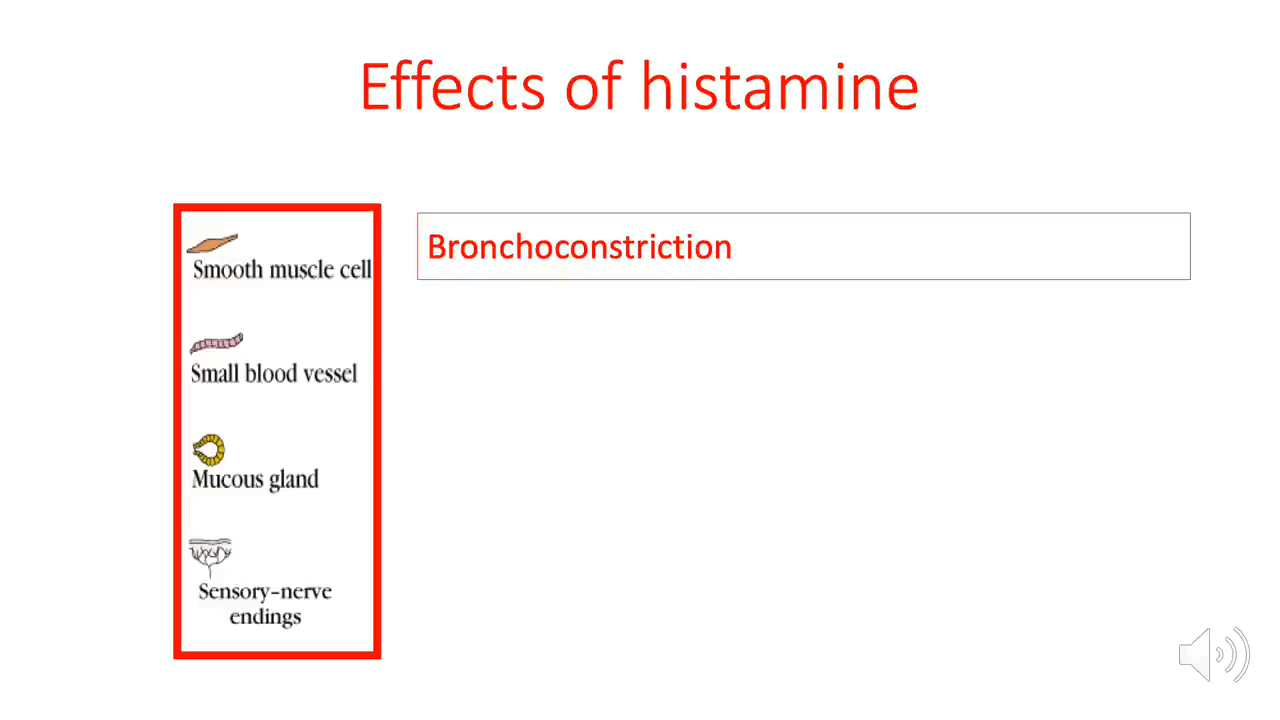 Effects of histamine
Smooth muscle cell
Bronchoconstriction
Small blood vessel
Mucous gland
Sensory-nerve
endings